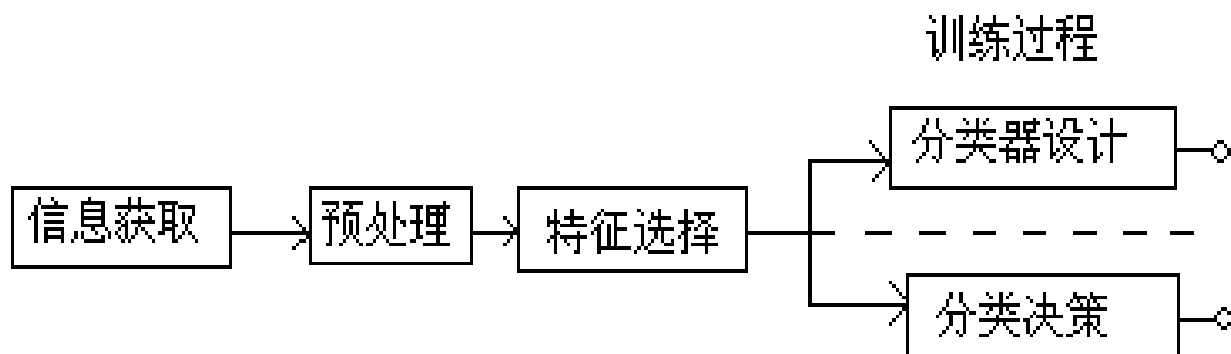 训练过程
分类器设计
信息获取
预处理
特征选择
分类决策